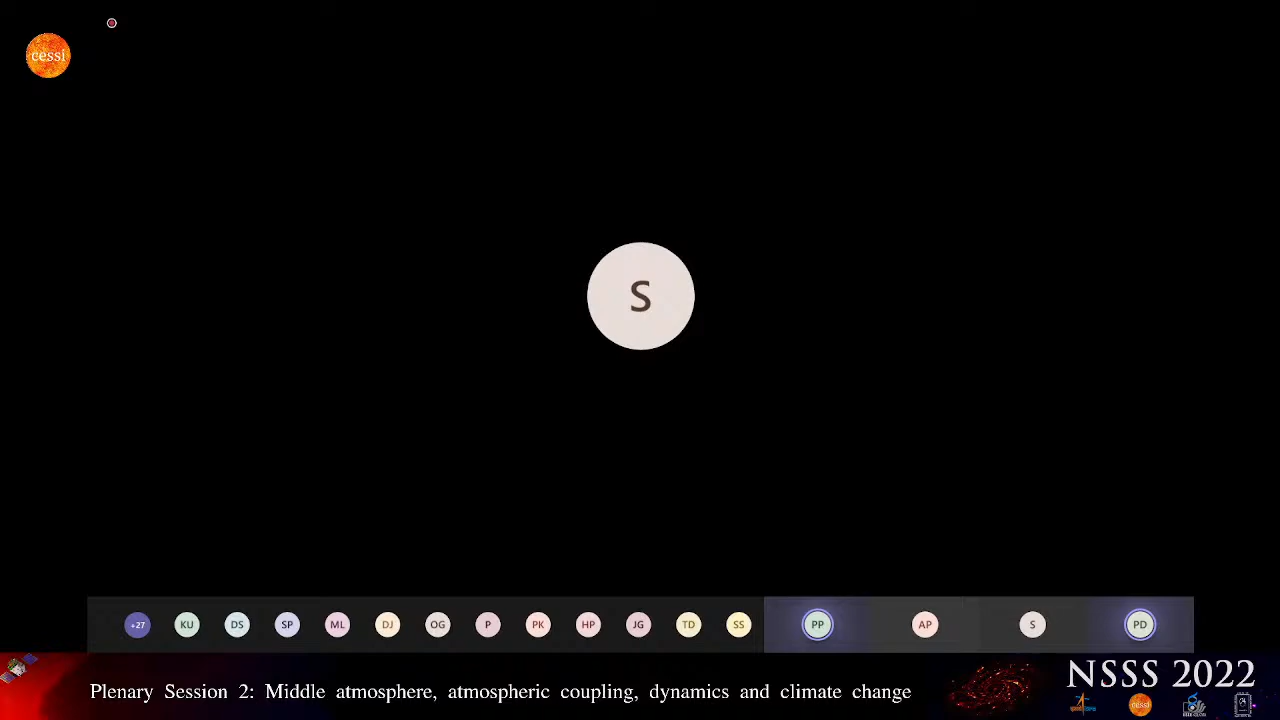 cessi
S
+27 KU DS SP ML DJ OG P PK HP JG TD SS PP AP S PD
Plenary Session 2: Middle atmosphere, atmospheric coupling, dynamics and climate change
NSSS 2022
cessi